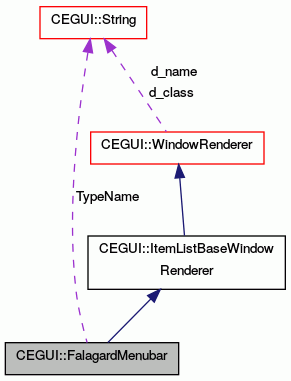 CEGUI::String
d_name
d_class
CEGUI::WindowRenderer
TypeName
CEGUI::ItemListBaseWindow
Renderer
CEGUI::FalagardMenubar